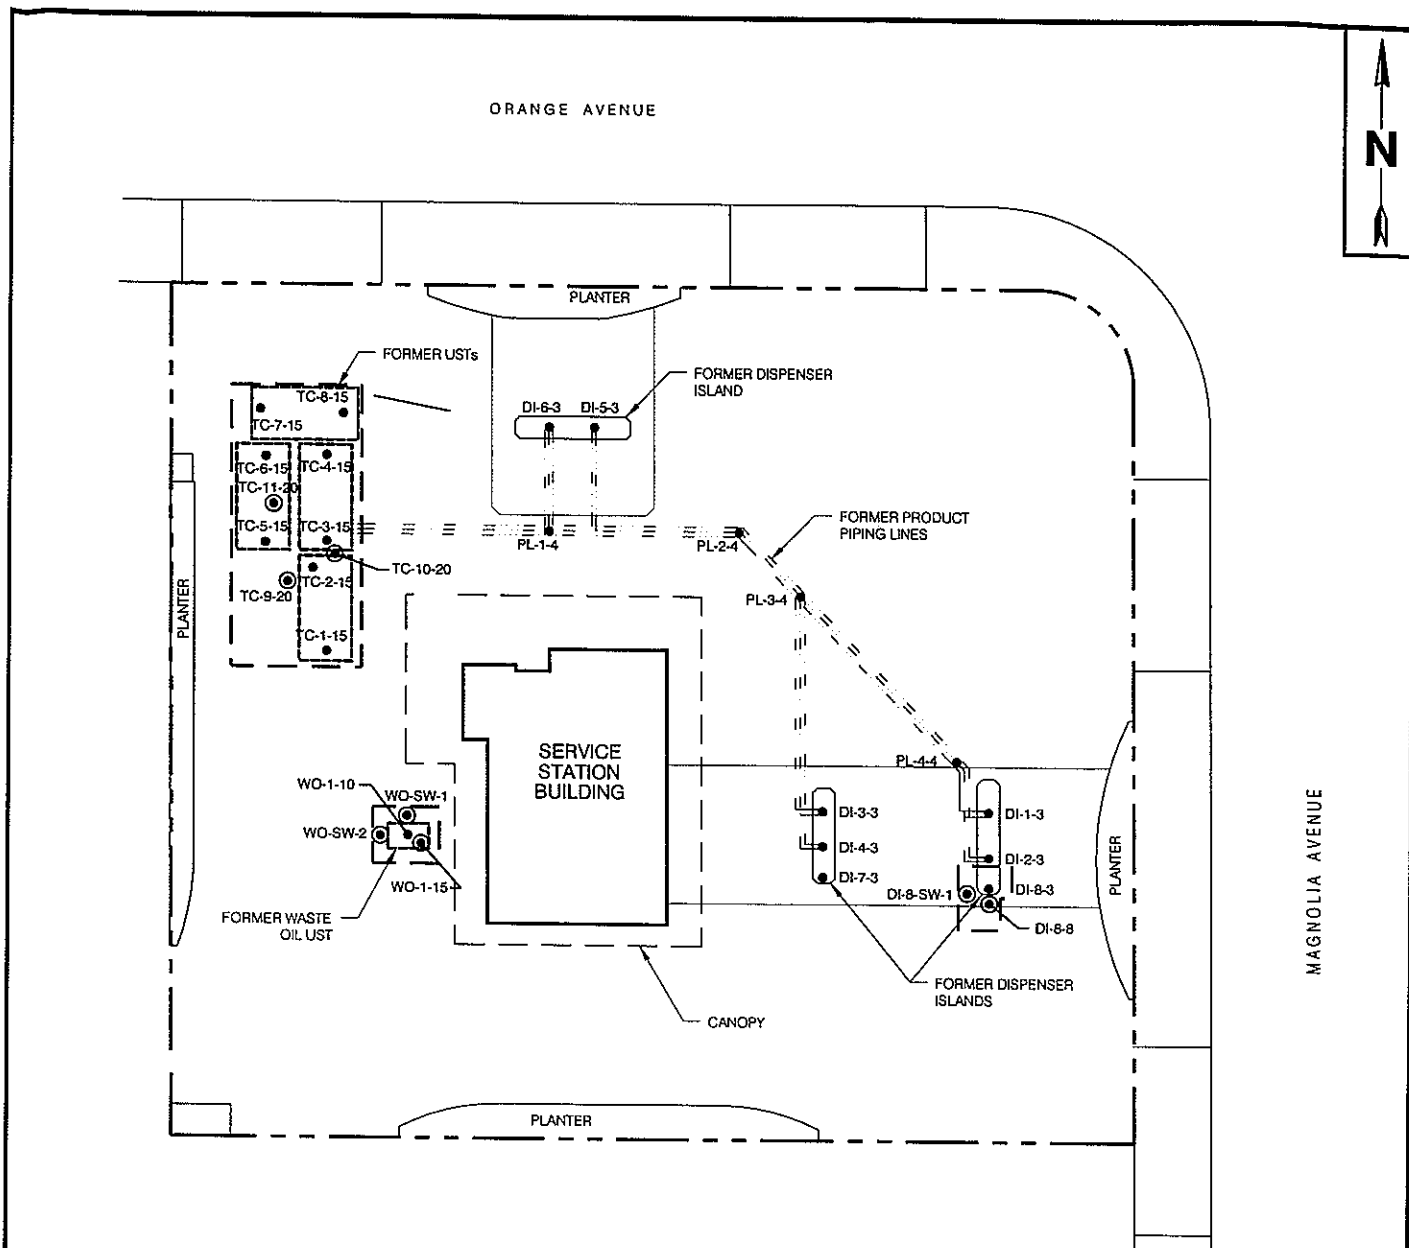 ORANGE AVENUE
N
PLANTER
FORMER USTs
FORMER DISPENSER
ISLAND
TC-8-15
TC-7-15
DI-6-3
DI-5-3
TC-6-15
TC-4-15
TC-11-20
TC-5-15
TC-3-15
FORMER PRODUCT
PIPING LINES
PL-1-4
PL-2-4
TC-10-20
TC-2-15
TC-9-20
PL-3-4
PLANTER
TC-1-15
SERVICE
STATION
BUILDING
PL-4-4
WO-1-10
WO-SW-1
WO-SW-2
DI-3-3
DI-1-3
DI-4-3
DI-2-3
DI-7-3
WO-1-15
DI-8-SW-1
DI-8-3
PLANTER
MAGNOLIA AVENUE
FORMER WASTE
OIL UST
DI-8-8
FORMER DISPENSER
ISLANDS
CANOPY
PLANTER